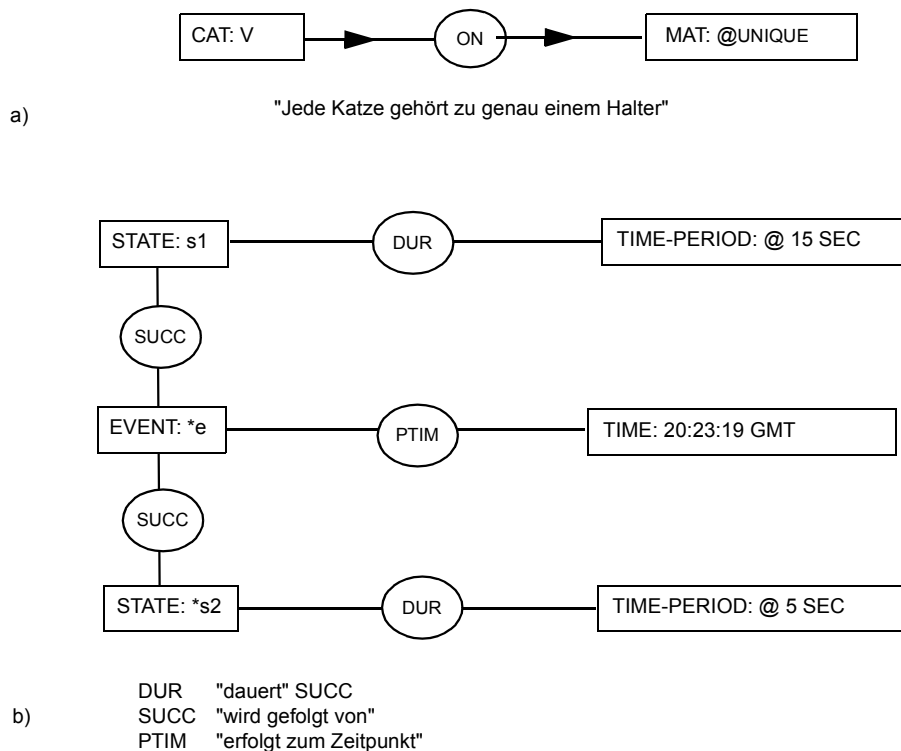 CAT: V ON MAT: @UNIQUE
a) "Jede Katze gehört zu genau einem Halter"
STATE: s1 DUR TIME-PERIOD: @ 15 SEC
SUCC
EVENT: *e PTIM TIME: 20:23:19 GMT
SUCC
STATE: *s2 DUR TIME-PERIOD: @ 5 SEC
DUR "dauert" SUCC
b) SUCC "wird gefolgt von"
PTIM "erfolgt zum Zeitpunkt"